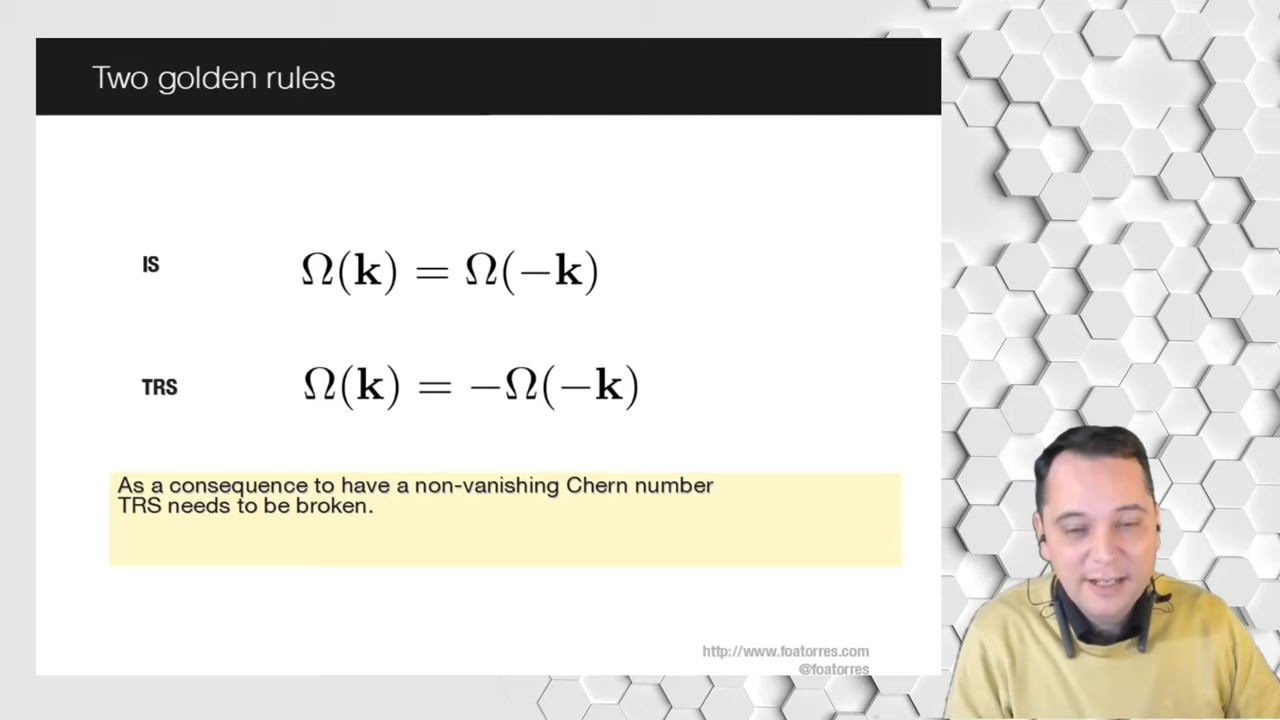 Two golden rules
IS
Ω(k) = Ω(−k)
TRS
Ω(k) = −Ω(−k)
As a consequence to have a non-vanishing Chern number
TRS needs to be broken.
http://www.foatorres.com
@foatorres